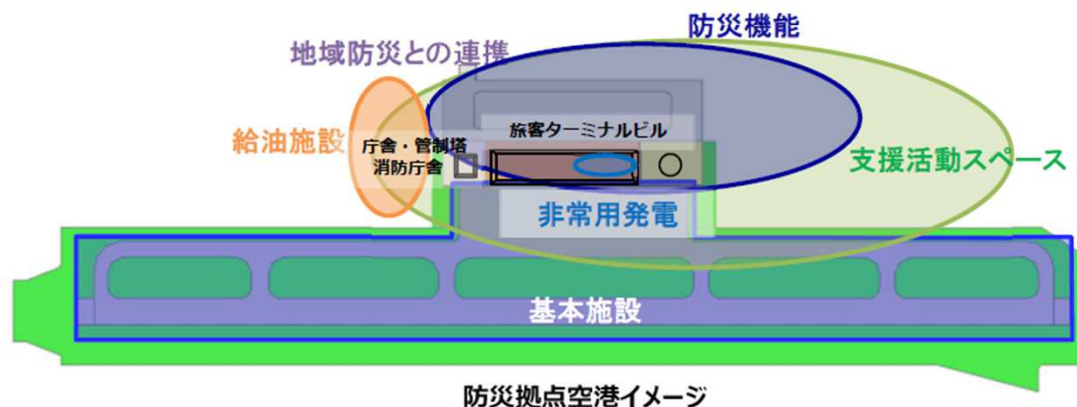 防災機能
地域防災との連携
給油施設
庁舎・管制塔
消防庁舎
旅客ターミナルビル
支援活動スペース
非常用発電
基本施設
防災拠点空港イメージ